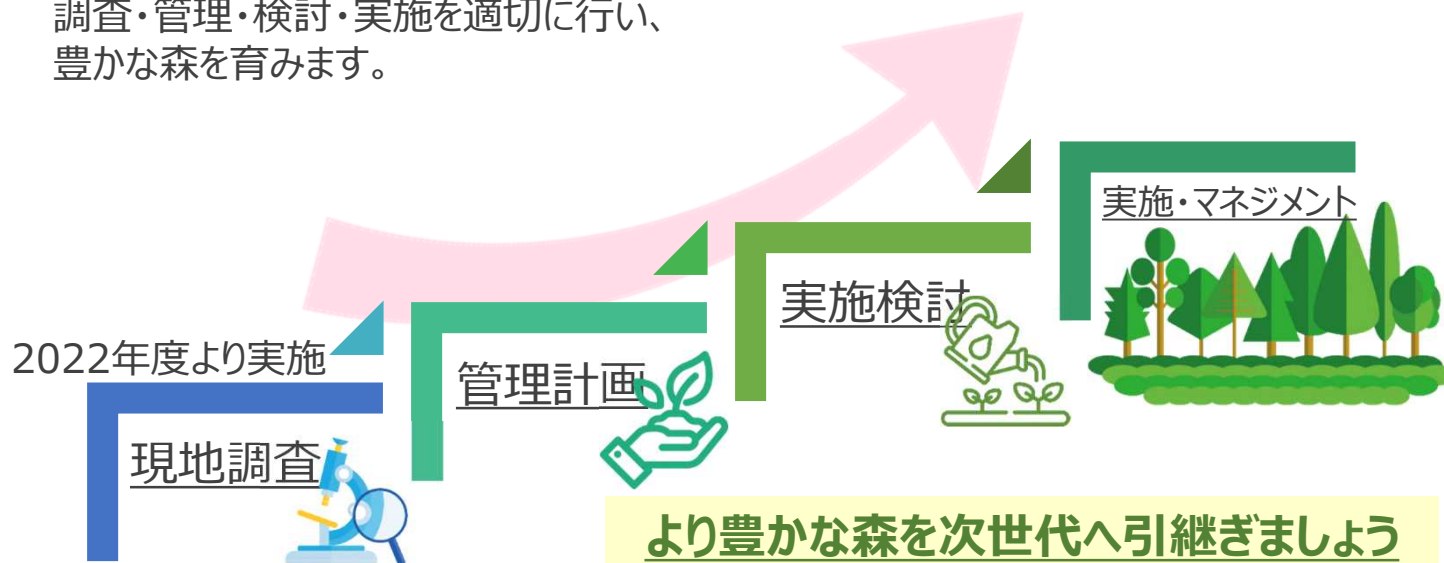 調査・管理・検討・実施を適切に行い、
豊かな森を育みます。
2022年度より実施
現地調査
管理計画
実施検討
実施・マネジメント
より豊かな森を次世代へ引継ぎましょう